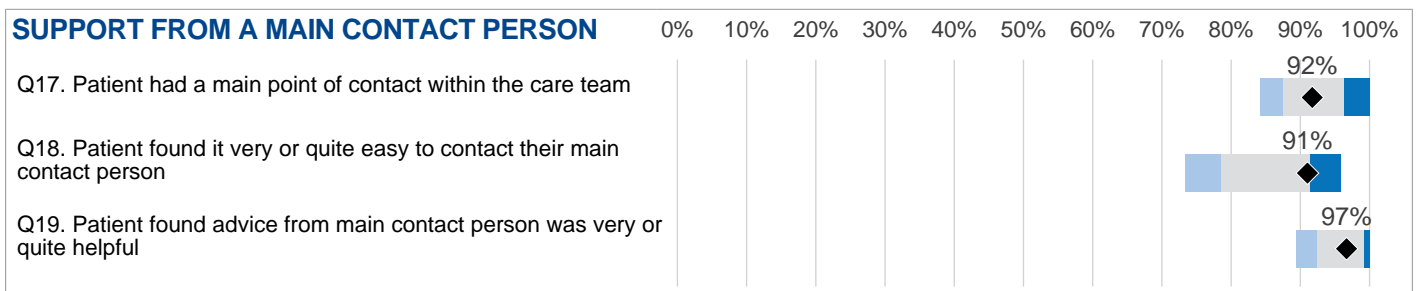 SUPPORT FROM A MAIN CONTACT PERSON 0% 10% 20% 30% 40% 50% 60% 70% 80% 90% 100%
Q17. Patient had a main point of contact within the care team 92%
Q18. Patient found it very or quite easy to contact their main
contact person
91%
Q19. Patient found advice from main contact person was very or
quite helpful
97%